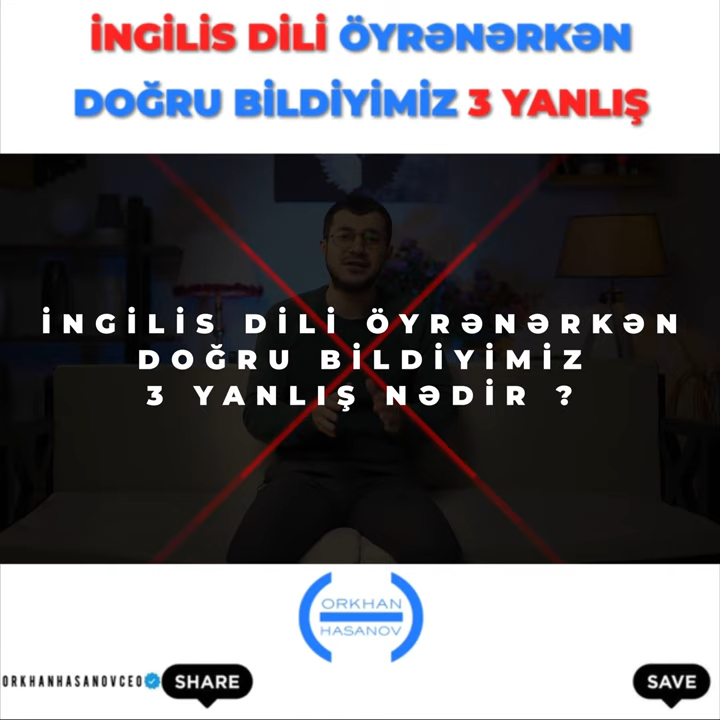 İNGİLİS DİLİ ÖYRƏNƏRKƏN
DOĞRU BİLDİYİMİZ 3 YANLIŞ
İNGİLİS DİLİ ÖYRƏNƏRKƏN
DOĞRU BİLDİYİMİZ
3 YANLIŞ NƏDİR ?
ORKHAN
HASANOV
ORKHANHASANOVCEO SHARE SAVE